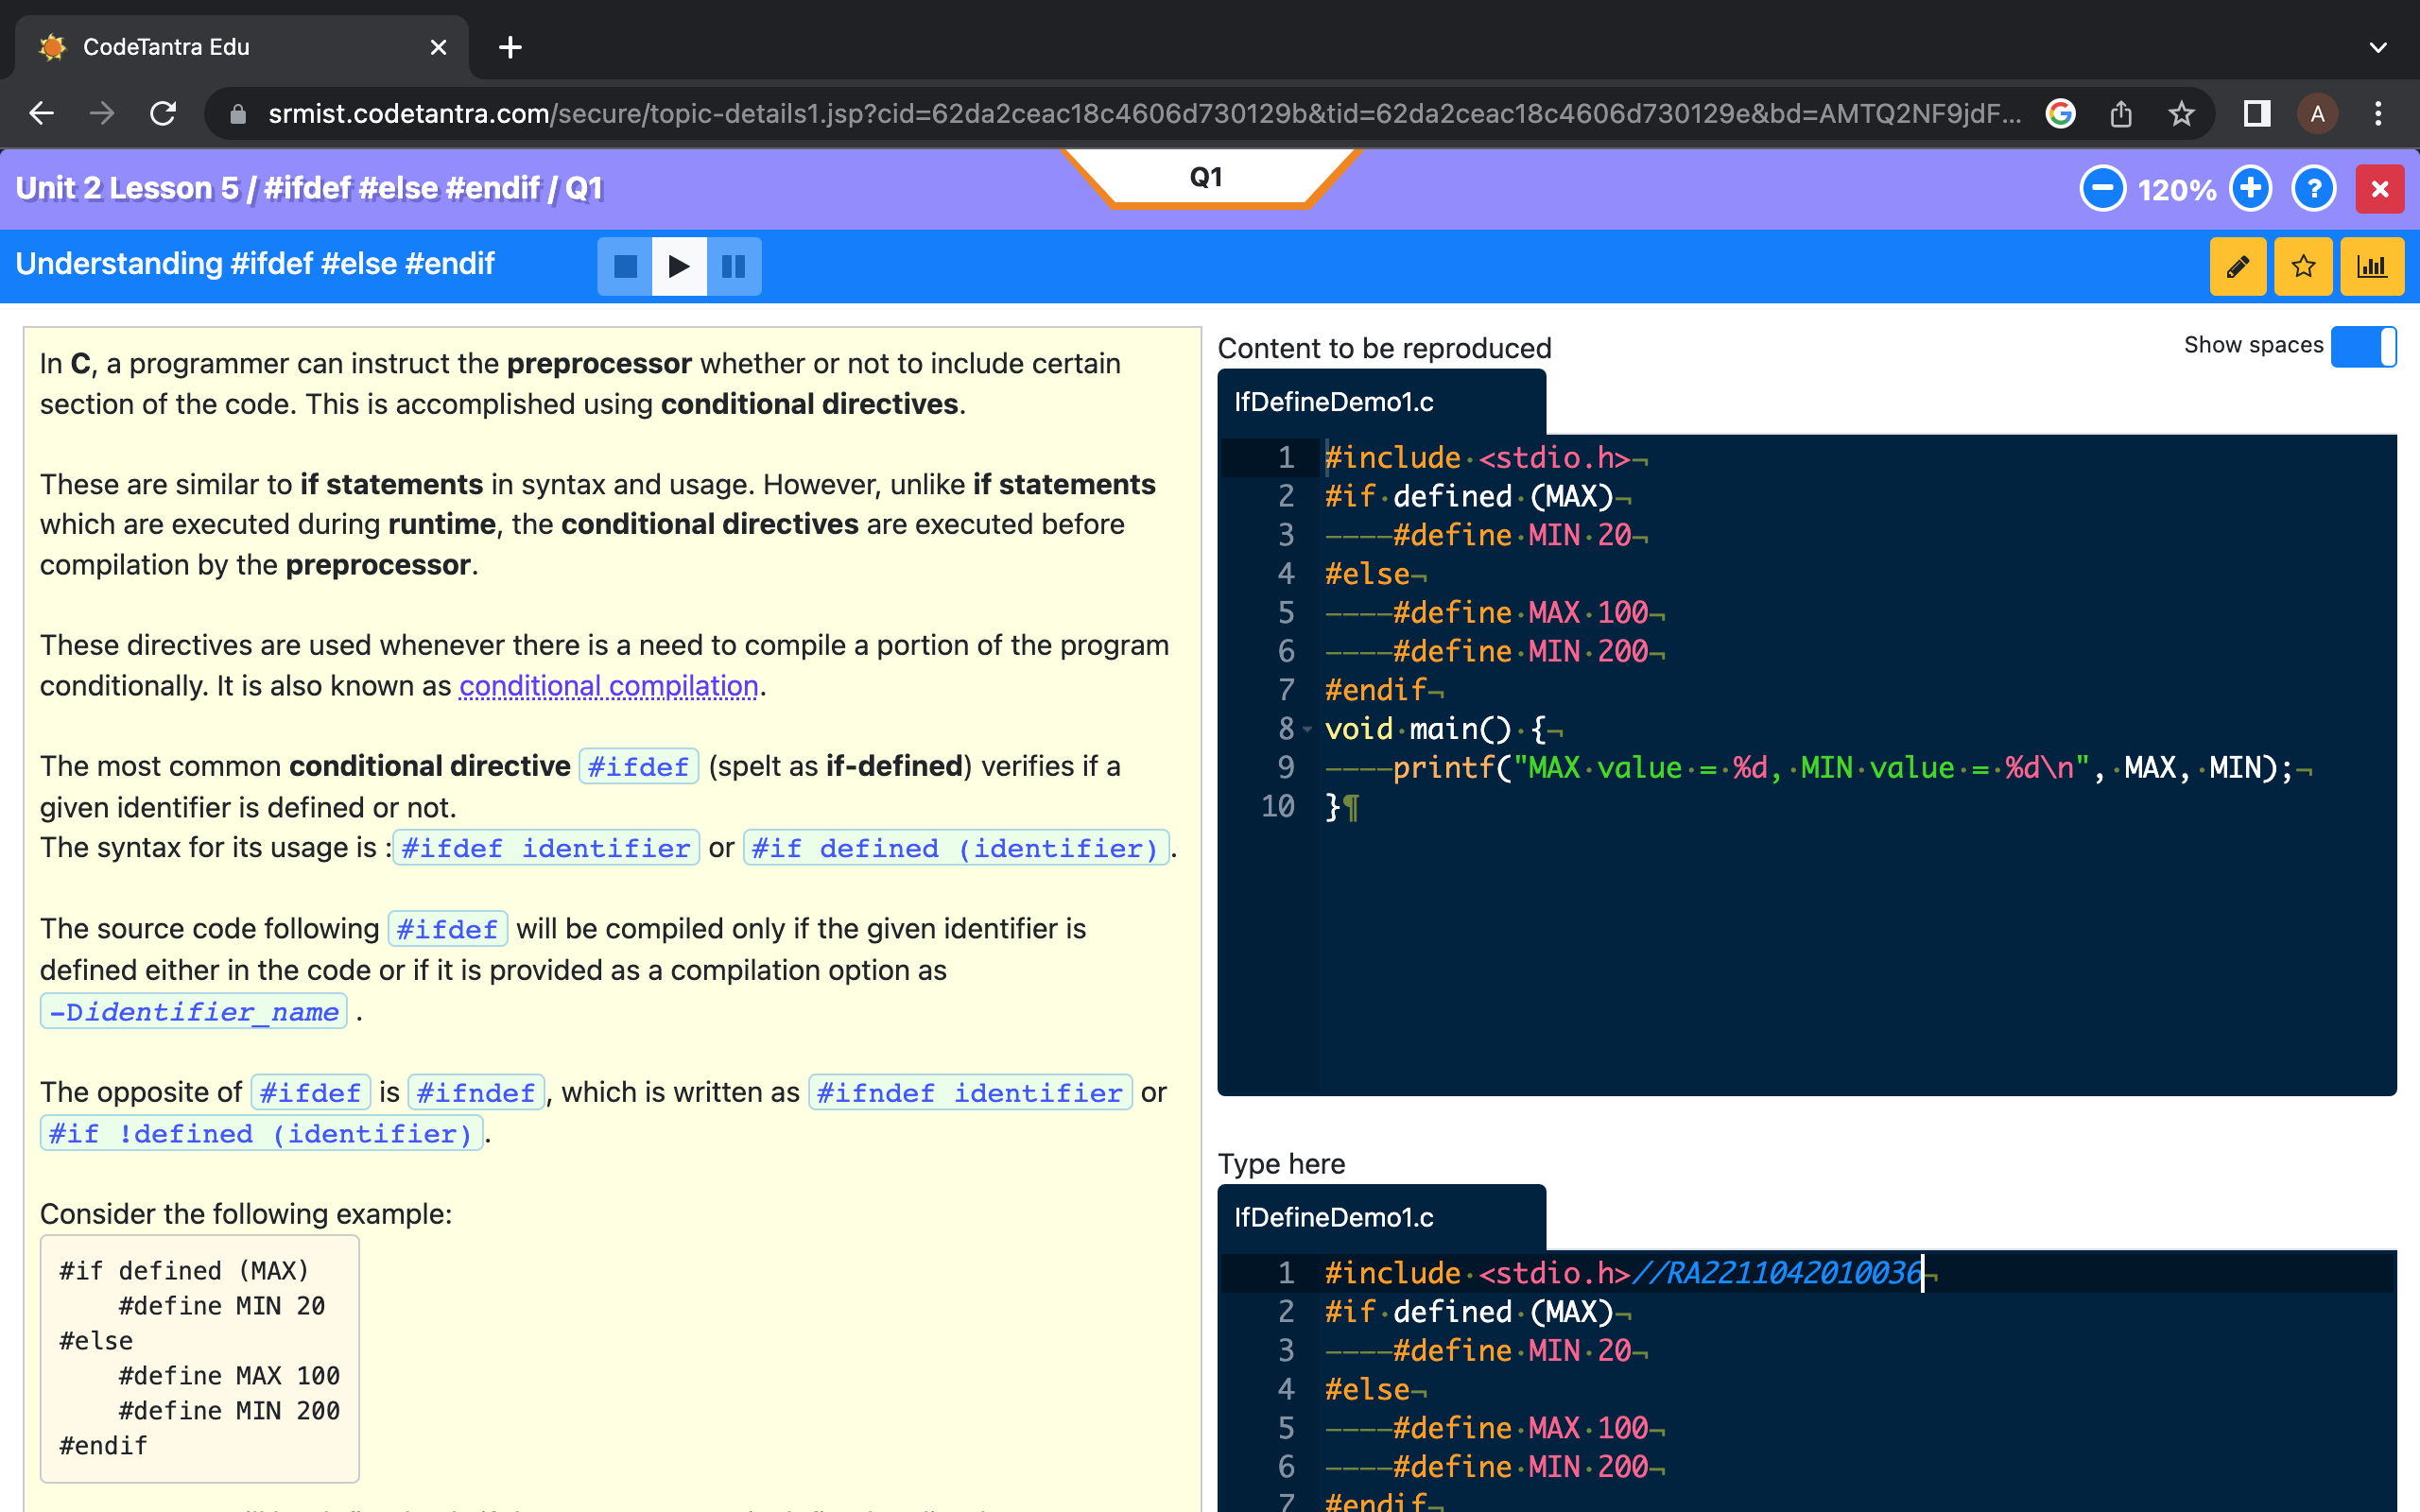 CodeTantra Edu
srmist.codetantra.com/secure/topic-details1.jsp?cid=62da2ceac18c4606d730129b&tid=62da2ceac18c4606d730129e&bd=AMTQ2NF9jdF...
A
Unit 2 Lesson 5 / #ifdef #else #endif / Q1
Q1
120%
?
Understanding #ifdef #else #endif
In C, a programmer can instruct the preprocessor whether or not to include certain
section of the code. This is accomplished using conditional directives.
These are similar to if statements in syntax and usage. However, unlike if statements
which are executed during runtime, the conditional directives are executed before
compilation by the preprocessor.
These directives are used whenever there is a need to compile a portion of the program
conditionally. It is also known as conditional compilation.
The most common conditional directive #ifdef (spelt as if-defined) verifies if a
given identifier is defined or not.
The syntax for its usage is : #ifdef identifier or #if defined (identifier).
The source code following #ifdef will be compiled only if the given identifier is
defined either in the code or if it is provided as a compilation option as
-Didentifier_name .
The opposite of #ifdef is #ifndef, which is written as #ifndef identifier or
#if !defined (identifier).
Consider the following example:
#if defined (MAX)
    #define MIN 20
#else
    #define MAX 100
    #define MIN 200
#endif
Content to be reproduced
Show spaces
IfDefineDemo1.c
1 #include <stdio.h>
2 #if defined (MAX)
3     #define MIN 20
4 #else
5     #define MAX 100
6     #define MIN 200
7 #endif
8 void main() {
9     printf("MAX value = %d, MIN value = %d\n", MAX, MIN);
10 }
Type here
IfDefineDemo1.c
1 #include <stdio.h>//RA2211042010036
2 #if defined (MAX)
3     #define MIN 20
4 #else
5     #define MAX 100
6     #define MIN 200
7 #endif